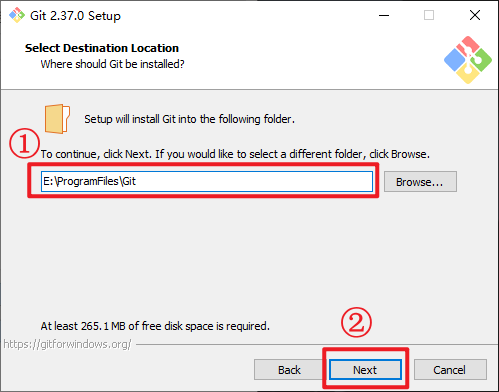 Git 2.37.0 Setup
Select Destination Location
Where should Git be installed?
Setup will install Git into the following folder.
①
To continue, click Next. If you would like to select a different folder, click Browse.
E:\ProgramFiles\Git
Browse...
②
At least 265.1 MB of free disk space is required.
https://gitforwindows.org/
Back
Next
Cancel